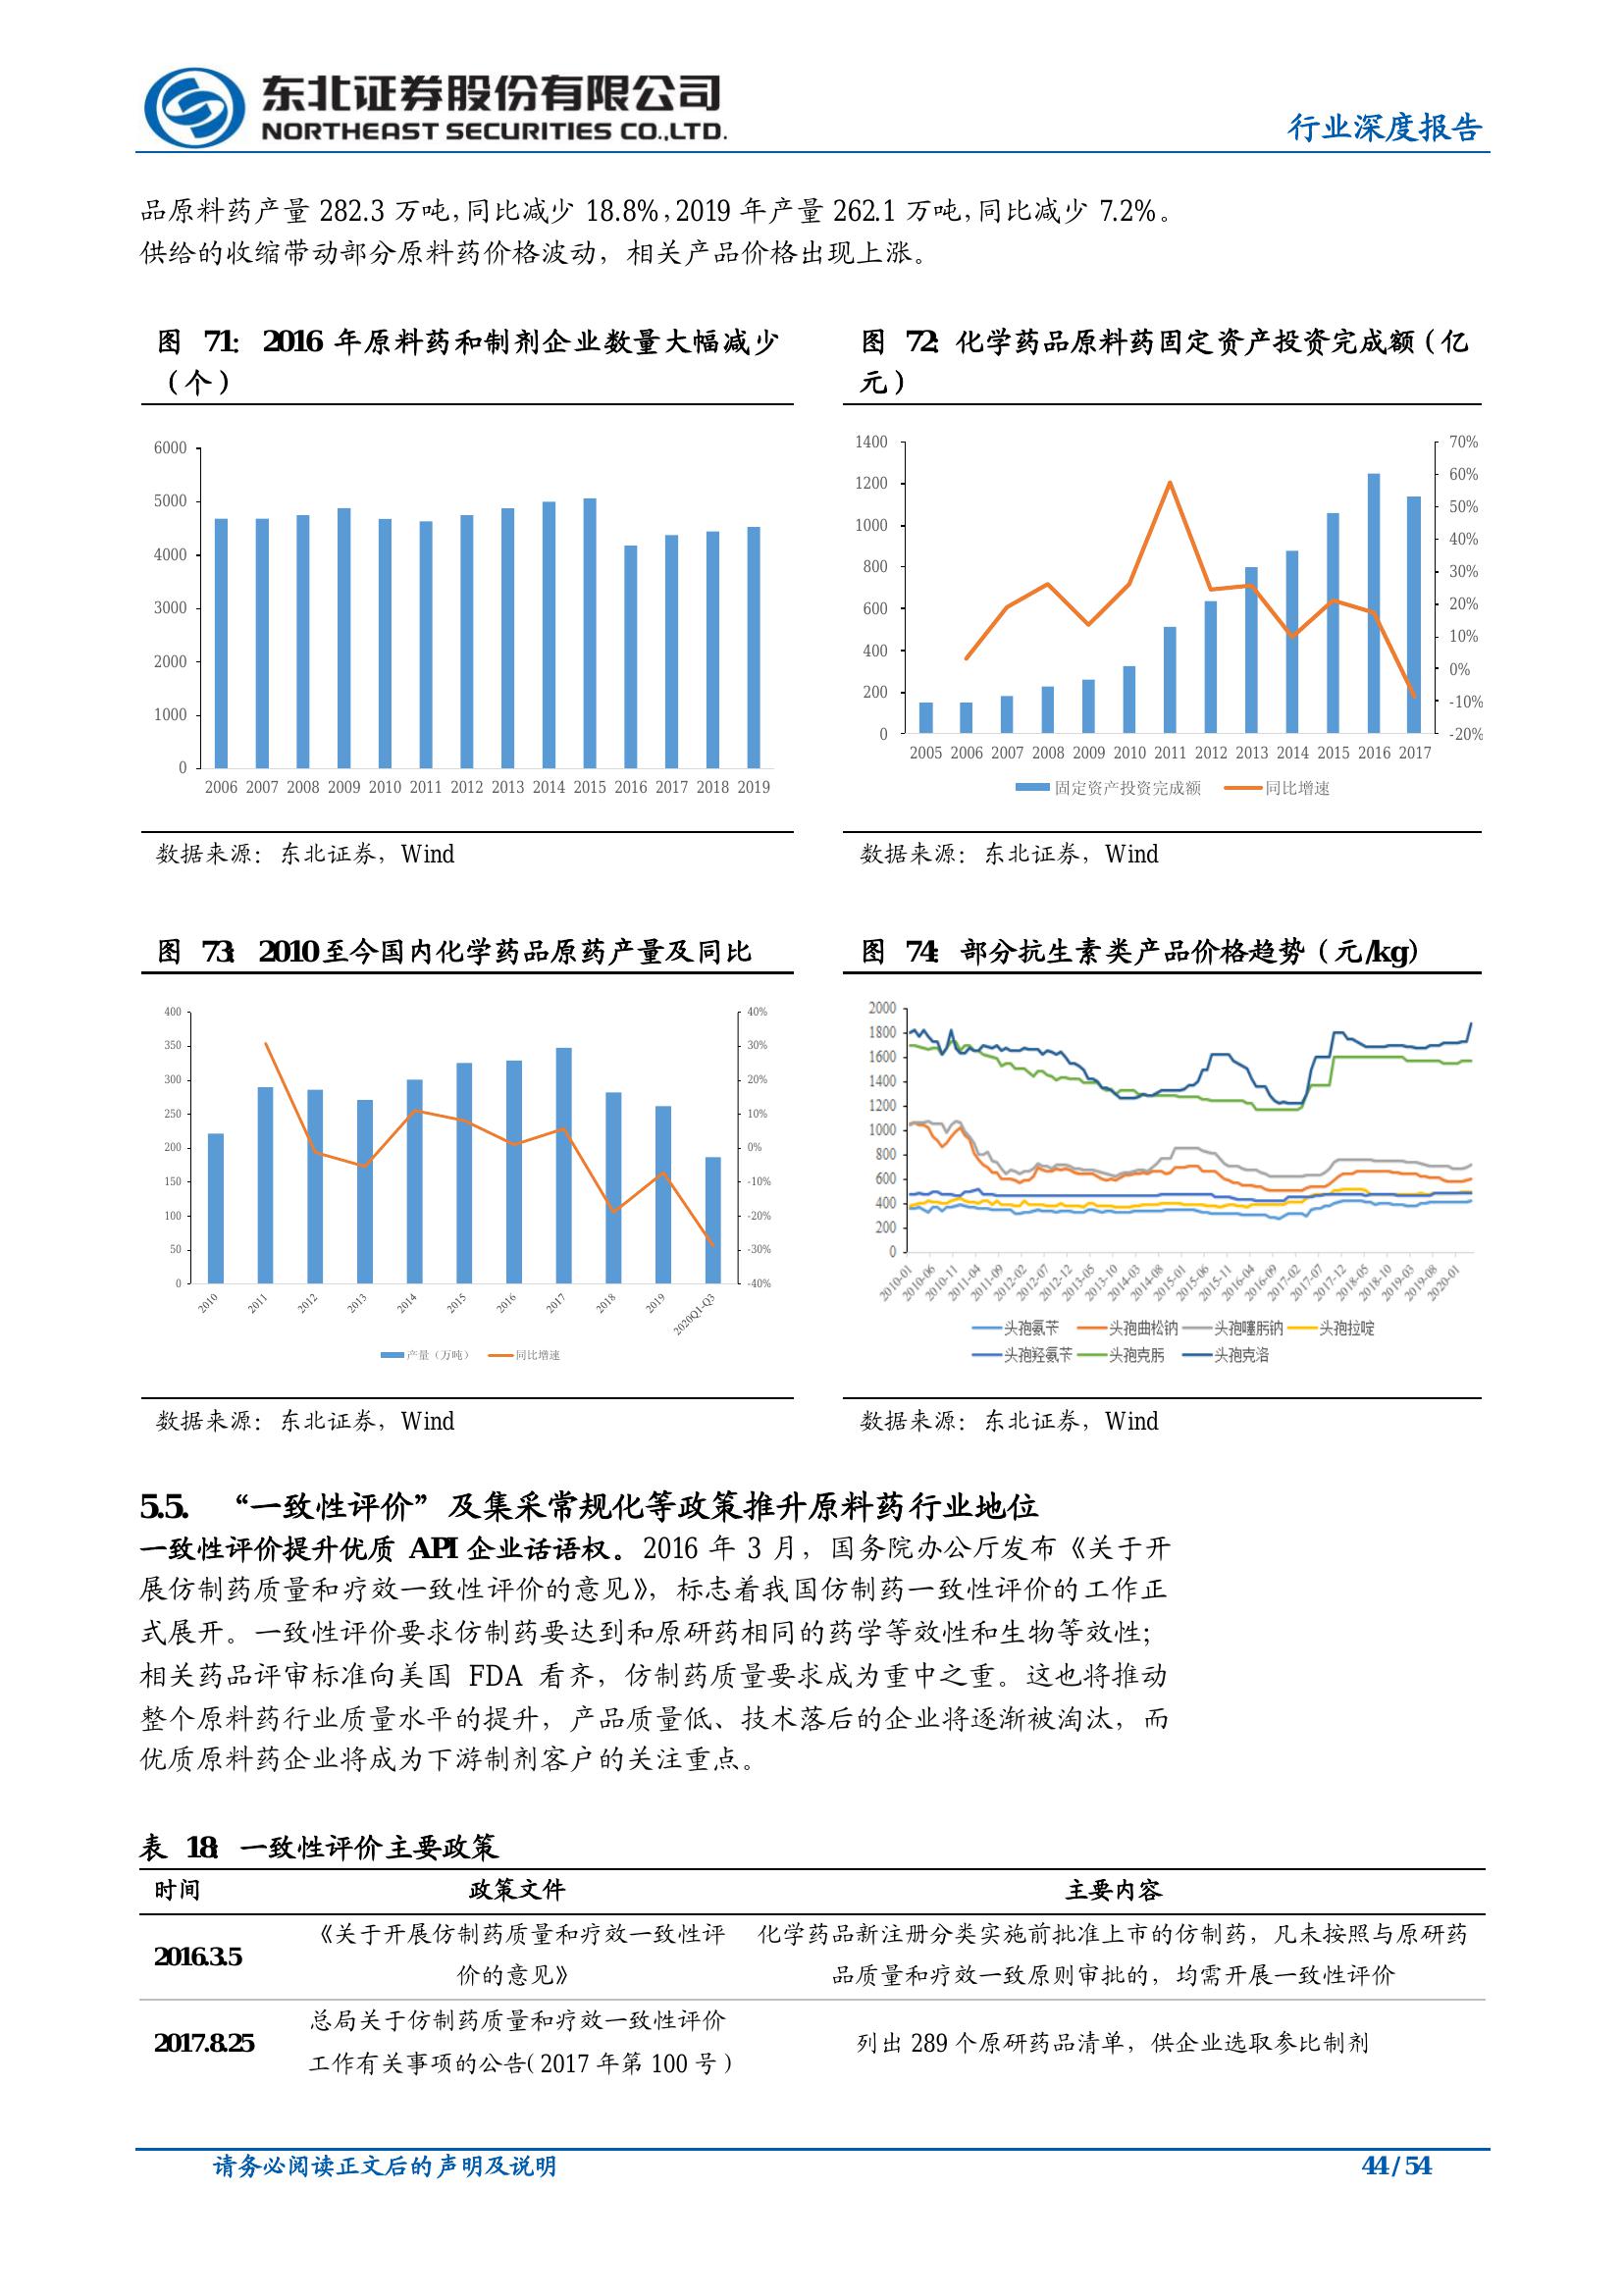 东北证券股份有限公司
NORTHEAST SECURITIES CO.,LTD.
行业深度报告
品原料药产量 282.3 万吨,同比减少 18.8%,2019 年产量 262.1 万吨,同比减少 7.2%。
供给的收缩带动部分原料药价格波动，相关产品价格出现上涨。
图 71： 2016 年原料药和制剂企业数量大幅减少
（个）
6000
5000
4000
3000
2000
1000
0
2006 2007 2008 2009 2010 2011 2012 2013 2014 2015 2016 2017 2018 2019
数据来源：东北证券，Wind
图 72：化学药品原料药固定资产投资完成额（亿
元）
1400
1200
1000
800
600
400
200
0
70%
60%
50%
40%
30%
20%
10%
0%
-10%
-20%
2005 2006 2007 2008 2009 2010 2011 2012 2013 2014 2015 2016 2017
固定资产投资完成额 同比增速
数据来源：东北证券，Wind
图 73： 2010 至今国内化学药品原药产量及同比
400
350
300
250
200
150
100
50
0
40%
30%
20%
10%
0%
-10%
-20%
-30%
-40%
2010 2011 2012 2013 2014 2015 2016 2017 2018 2019 2020Q1-Q3
产量（万吨） 同比增速
数据来源：东北证券，Wind
图 74： 部分抗生素类产品价格趋势（元/kg）
2000
1800
1600
1400
1200
1000
800
600
400
200
0
2010-01 2010-06 2010-11 2011-04 2011-09 2012-02 2012-07 2012-12 2013-05 2013-10 2014-03 2014-08 2015-01 2015-06 2015-11 2016-04 2016-09 2017-02 2017-07 2017-12 2018-05 2018-10 2019-03 2019-08 2020-01
头孢氨苄 头孢曲松钠 头孢噻肟钠 头孢拉啶
头孢羟氨苄 头孢克肟 头孢克洛
数据来源：东北证券，Wind
5.5. “一致性评价”及集采常规化等政策推升原料药行业地位
一致性评价提升优质 API 企业话语权。2016 年 3 月，国务院办公厅发布《关于开
展仿制药质量和疗效一致性评价的意见》，标志着我国仿制药一致性评价的工作正
式展开。一致性评价要求仿制药要达到和原研药相同的药学等效性和生物等效性；
相关药品评审标准向美国 FDA 看齐，仿制药质量要求成为重中之重。这也将推动
整个原料药行业质量水平的提升，产品质量低、技术落后的企业将逐渐被淘汰，而
优质原料药企业将成为下游制剂客户的关注重点。
表 18：一致性评价主要政策
时间 政策文件 主要内容
2016.3.5
《关于开展仿制药质量和疗效一致性评
价的意见》
化学药品新注册分类实施前批准上市的仿制药，凡未按照与原研药
品质量和疗效一致原则审批的，均需开展一致性评价
2017.8.25
总局关于仿制药质量和疗效一致性评价
工作有关事项的公告(2017 年第 100 号)
列出 289 个原研药品清单，供企业选取参比制剂
请务必阅读正文后的声明及说明
44 / 54